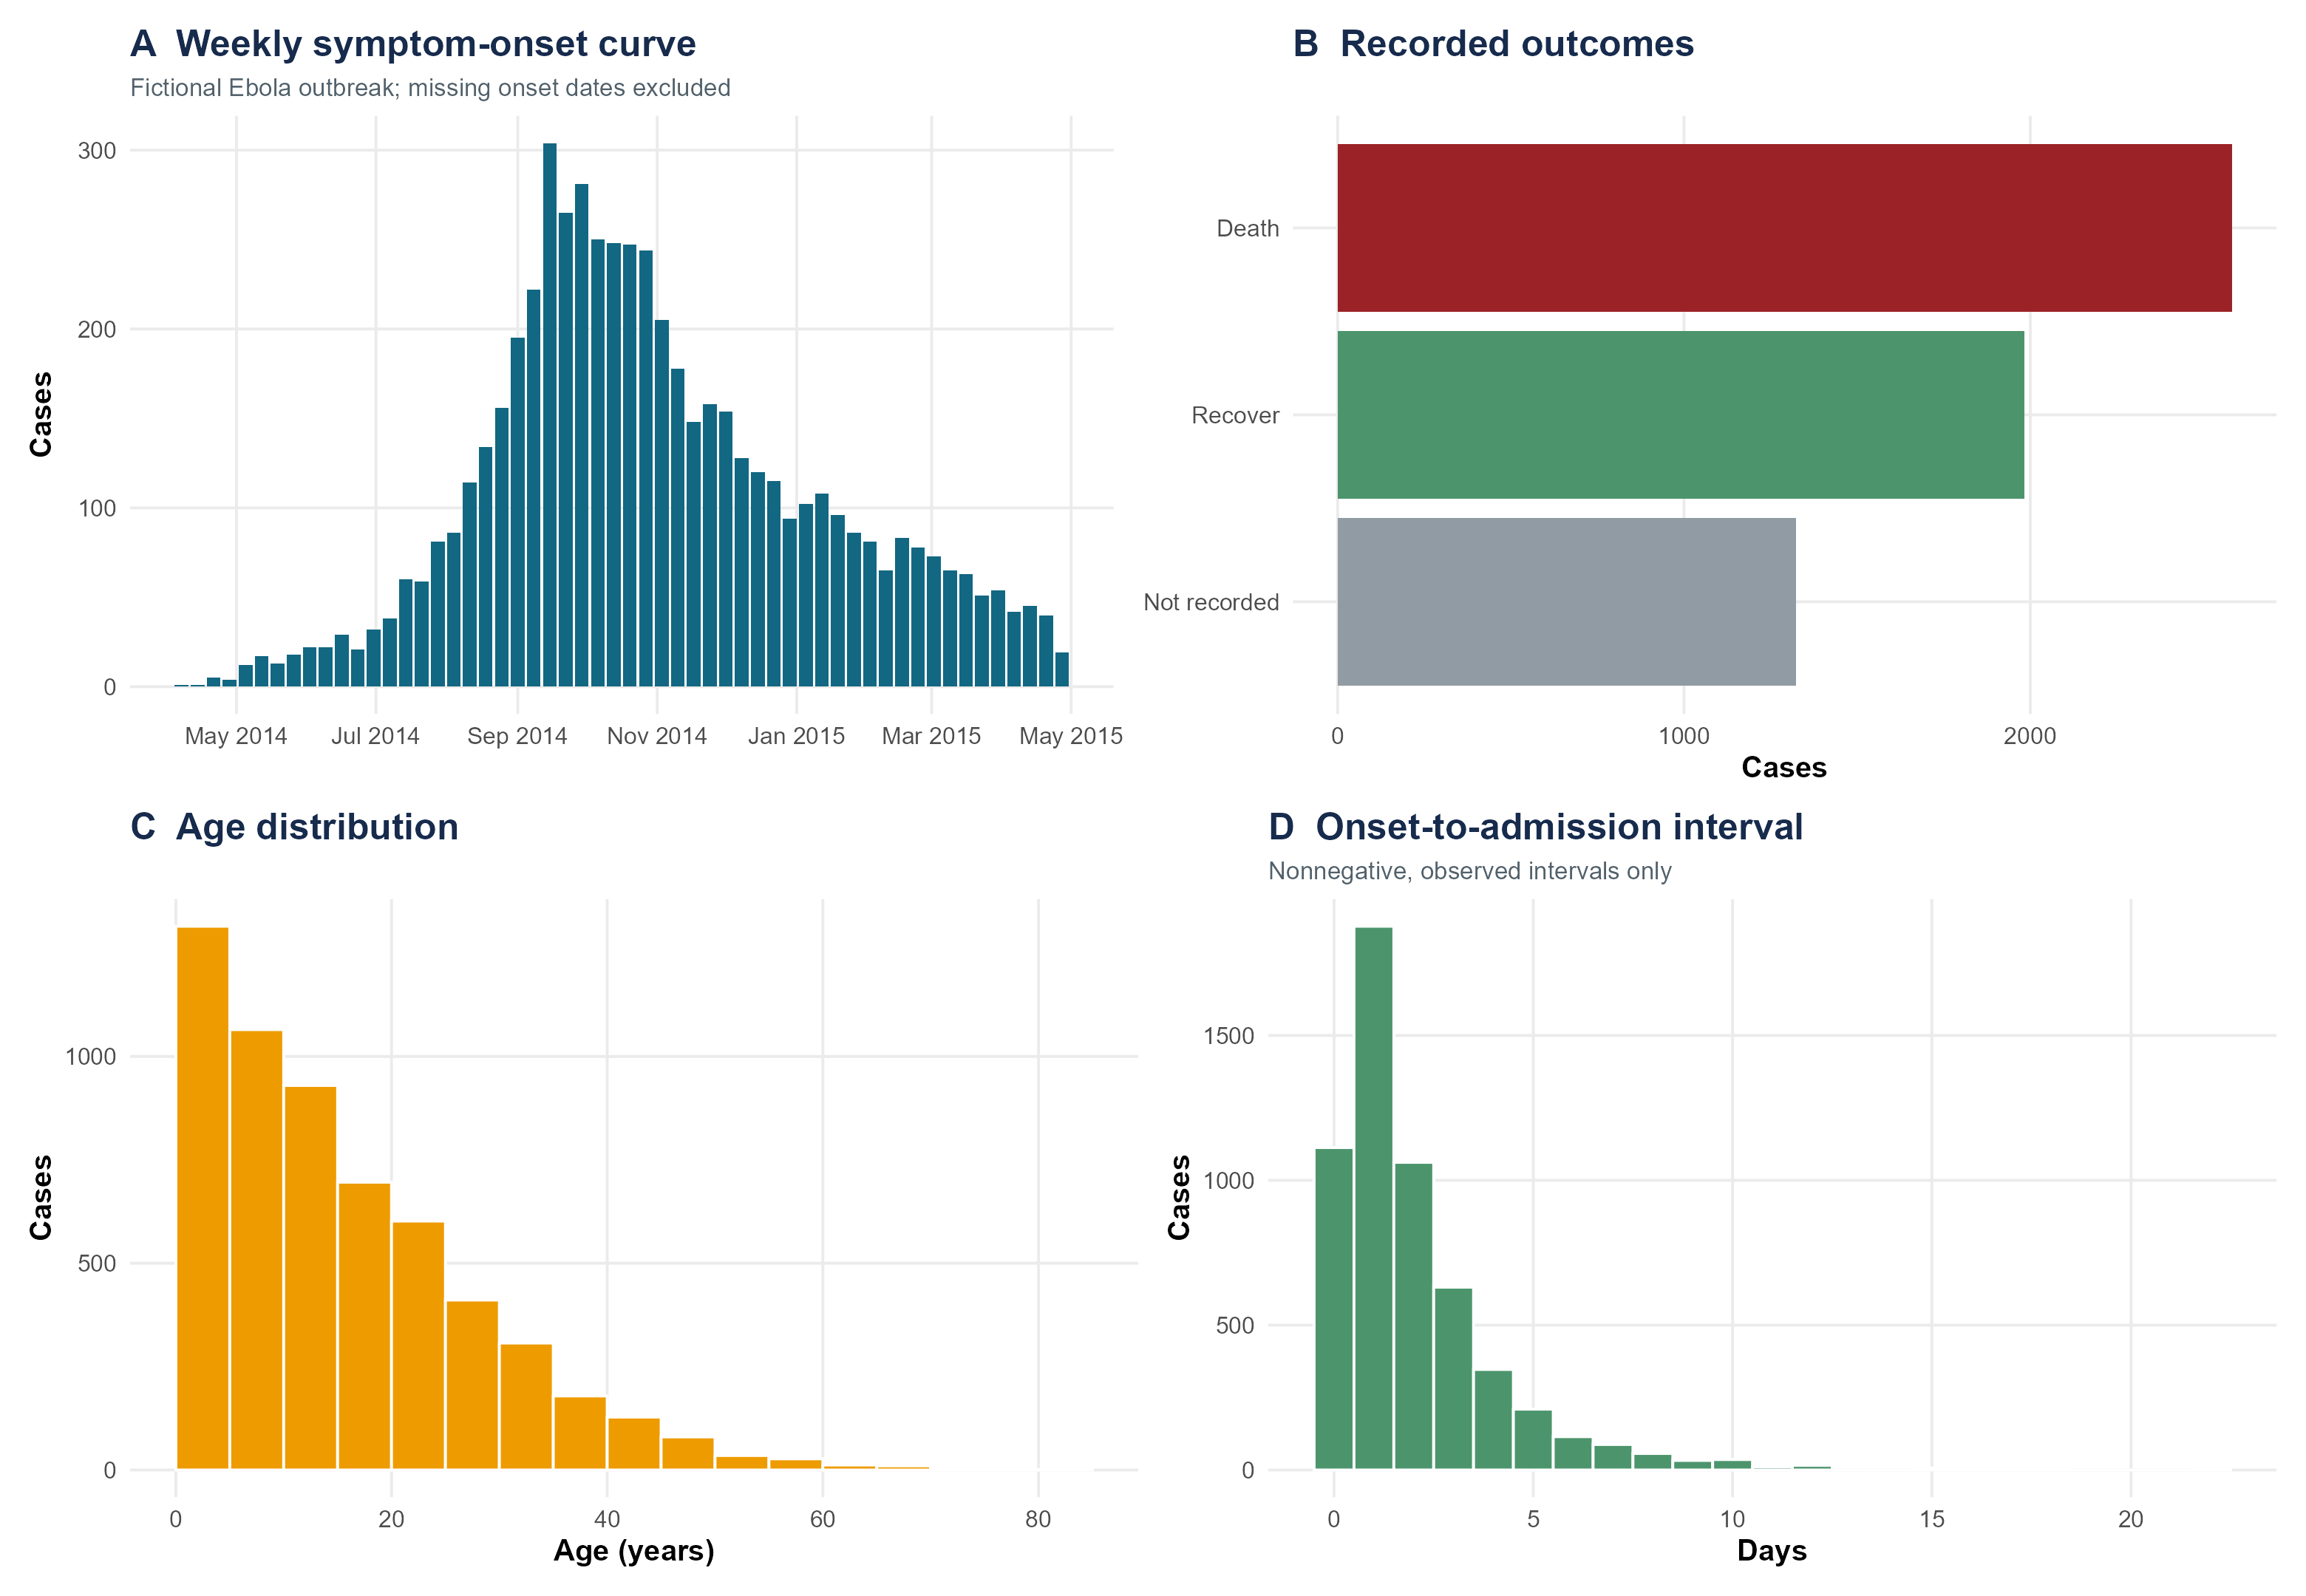 A  Weekly symptom-onset curve
Fictional Ebola outbreak; missing onset dates excluded
Cases
300
200
100
0
May 2014 Jul 2014 Sep 2014 Nov 2014 Jan 2015 Mar 2015 May 2015
B  Recorded outcomes
Death
Recover
Not recorded
0 1000 2000
Cases
C  Age distribution
Cases
1000
500
0
0 20 40 60 80
Age (years)
D  Onset-to-admission interval
Nonnegative, observed intervals only
Cases
1500
1000
500
0
0 5 10 15 20
Days